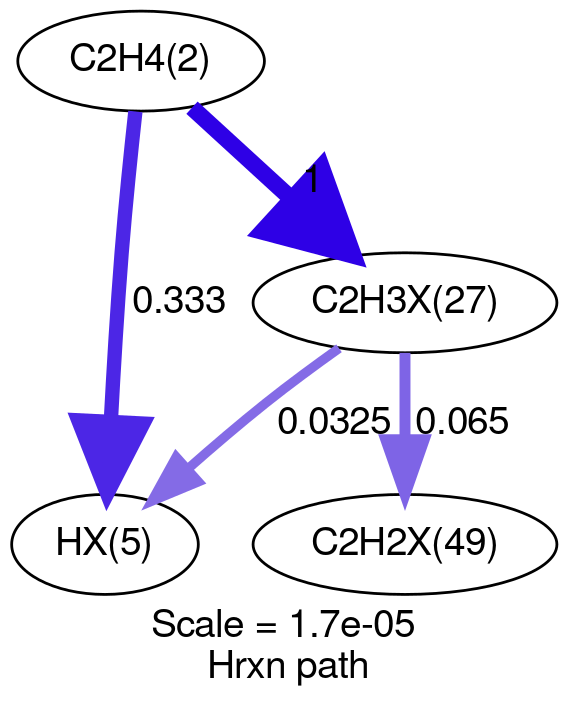 C2H4(2)
1
C2H3X(27)
0.333
0.0325
0.065
HX(5)
C2H2X(49)
Scale = 1.7e-05
Hrxn path